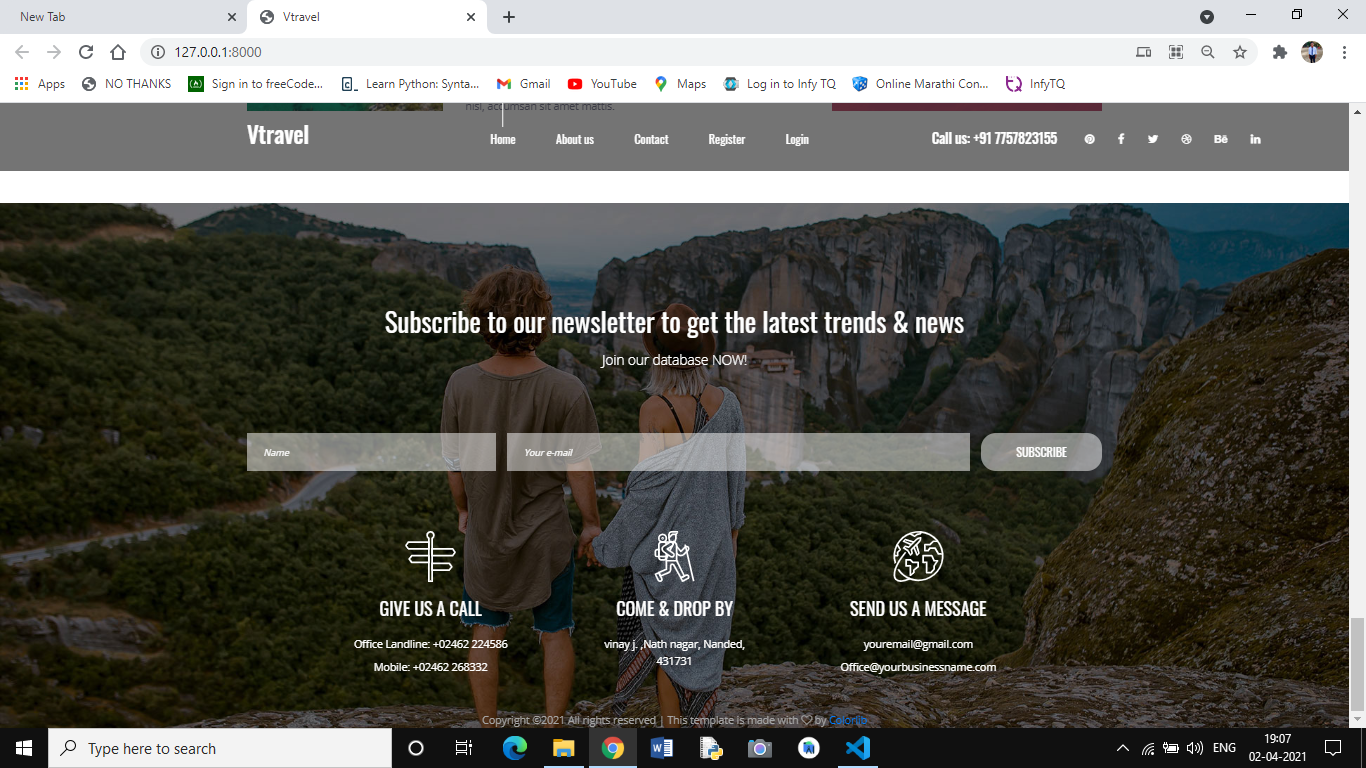 New Tab
Vtravel
127.0.0.1:8000
Apps
NO THANKS
Sign in to freeCode...
Learn Python: Synta...
Gmail
YouTube
Maps
Log in to Infy TQ
Online Marathi Con...
InfyTQ
nisl, accumsan sit amet mattis.
Vtravel
Home
About us
Contact
Register
Login
Call us: +91 7757823155
Subscribe to our newsletter to get the latest trends & news
Join our database NOW!
Name
Your e-mail
SUBSCRIBE
GIVE US A CALL
COME & DROP BY
SEND US A MESSAGE
Office Landline: +02462 224586
Mobile: +02462 268332
vinay j. ,Nath nagar, Nanded,
431731
youremail@gmail.com
Office@yourbusinessname.com
Copyright ©2021 All rights reserved | This template is made with ♡ by Colorlib
Type here to search
ENG
19:07
02-04-2021